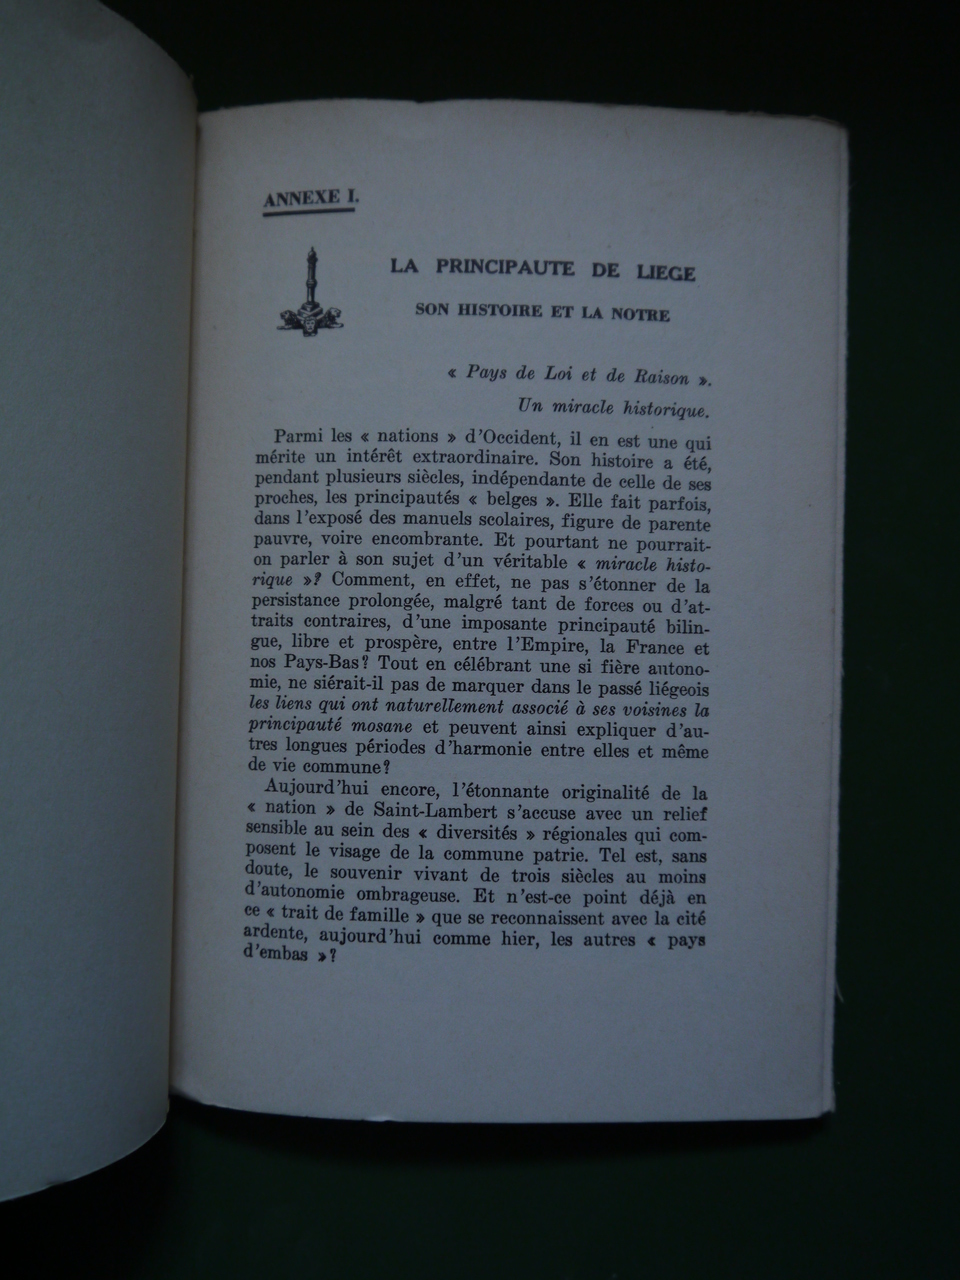 ANNEXE I.
LA PRINCIPAUTE DE LIEGE
SON HISTOIRE ET LA NOTRE
« Pays de Loi et de Raison ».
Un miracle historique.
Parmi les « nations » d'Occident, il en est une qui
mérite un intérêt extraordinaire. Son histoire a été,
pendant plusieurs siècles, indépendante de celle de ses
proches, les principautés « belges ». Elle fait parfois,
dans l'exposé des manuels scolaires, figure de parente
pauvre, voire encombrante. Et pourtant ne pourrait-
on parler à son sujet d'un véritable « miracle histo-
rique »? Comment, en effet, ne pas s'étonner de la
persistance prolongée, malgré tant de forces ou d'at-
traits contraires, d'une imposante principauté bilin-
gue, libre et prospère, entre l'Empire, la France et
nos Pays-Bas? Tout en célébrant une si fière autono-
mie, ne siérait-il pas de marquer dans le passé liégeois
les liens qui ont naturellement associé à ses voisines la
principauté mosane et peuvent ainsi expliquer d'au-
tres longues périodes d'harmonie entre elles et même
de vie commune?
Aujourd'hui encore, l'étonnante originalité de la
« nation » de Saint-Lambert s'accuse avec un relief
sensible au sein des « diversités » régionales qui com-
posent le visage de la commune patrie. Tel est, sans
doute, le souvenir vivant de trois siècles au moins
d'autonomie ombrageuse. Et n'est-ce point déjà en
ce « trait de famille » que se reconnaissent avec la cité
ardente, aujourd'hui comme hier, les autres « pays
d'embas »?